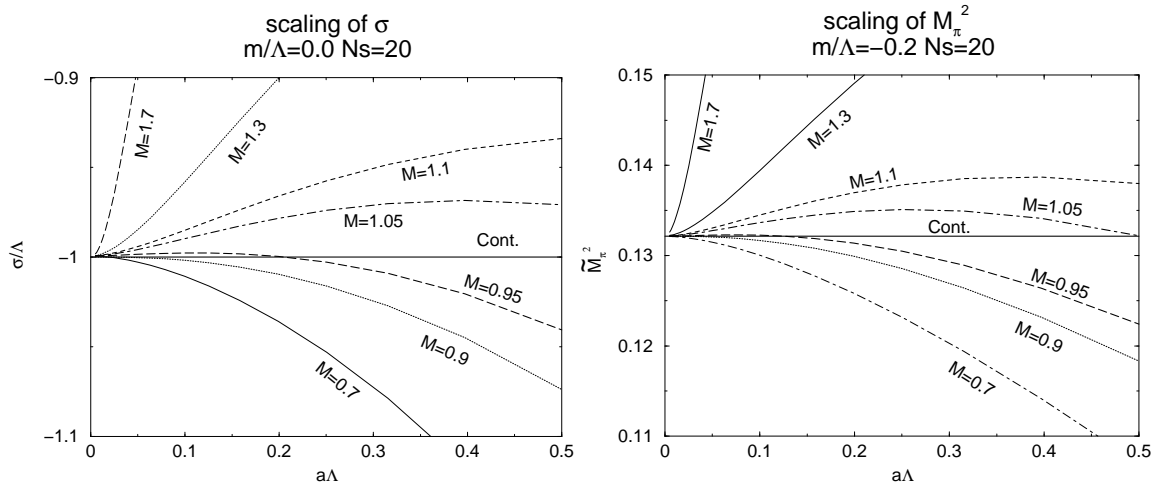 scaling of σ
m/Λ=0.0 Ns=20
−0.9
−1
−1.1
σ/Λ
M=1.7
M=1.3
M=1.1
M=1.05
Cont.
M=0.95
M=0.9
M=0.7
0 0.1 0.2 0.3 0.4 0.5
aΛ
scaling of M_π^2
m/Λ=−0.2 Ns=20
0.15
0.14
0.13
0.12
0.11
M̃_π^2
M=1.7
M=1.3
M=1.1
M=1.05
Cont.
M=0.95
M=0.9
M=0.7
0 0.1 0.2 0.3 0.4 0.5
aΛ